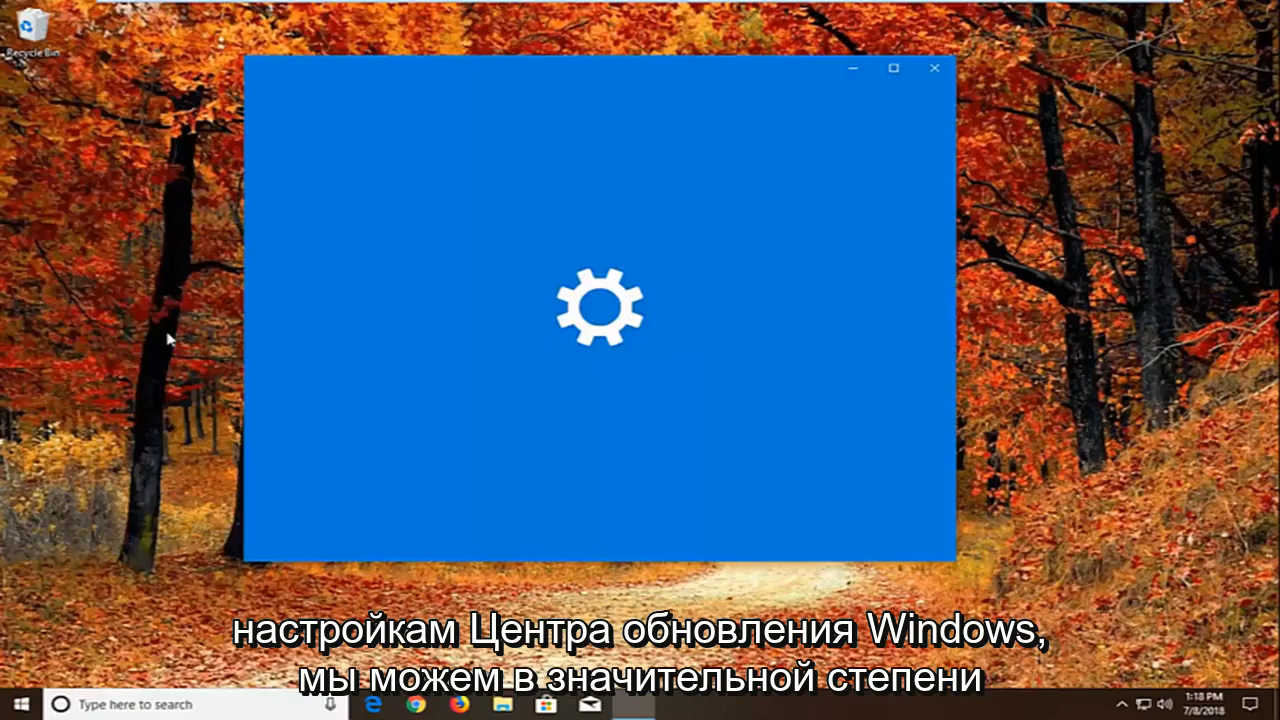 Recycle Bin
настройкам Центра обновления Windows,
мы можем в значительной степени
Type here to search
1:18 PM
7/8/2018